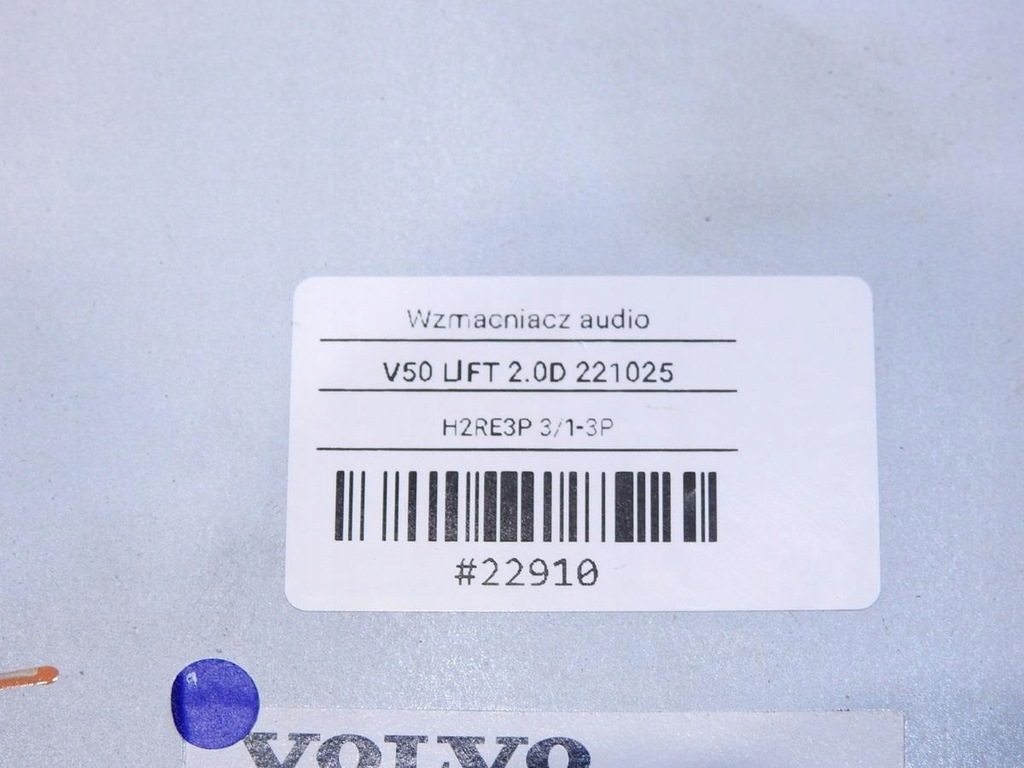 Wzmacniacz audio
V50 LIFT 2.0D 221025
H2RE3P 3/1-3P
#22910
VOLVO